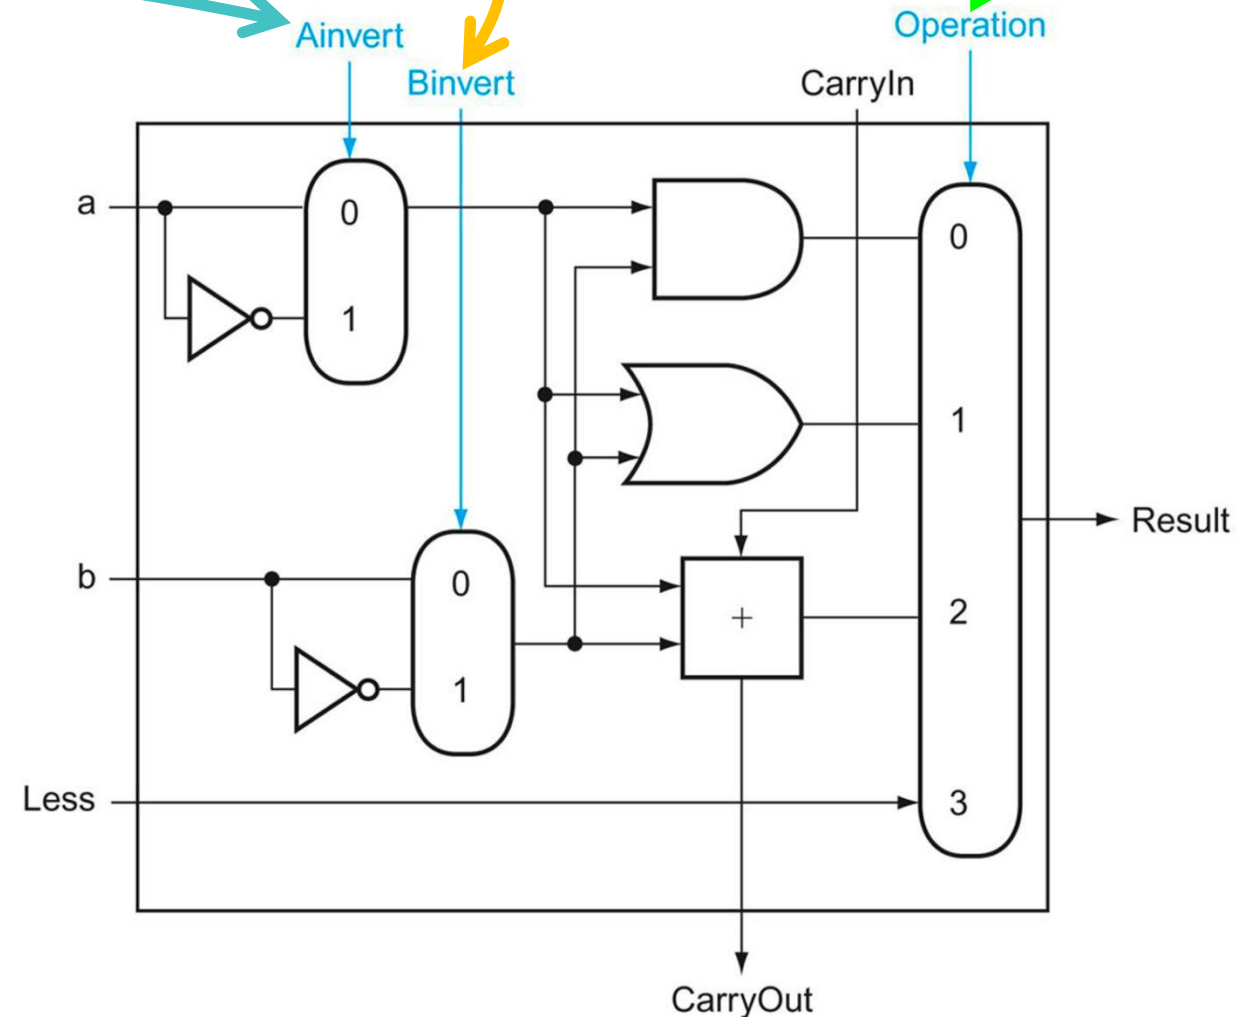 Operation
Ainvert
Binvert
CarryIn
a
0
0
1
1
b
0
+
2
1
Less
3
Result
CarryOut